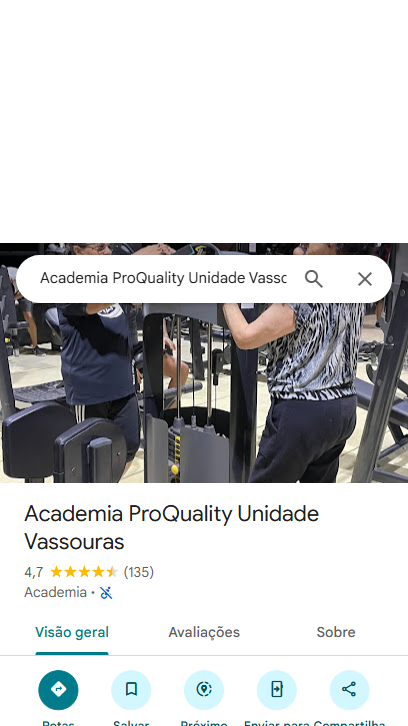 Academia ProQuality Unidade Vasso
Academia ProQuality Unidade
Vassouras
4,7 (135)
Academia ·
Visão geral Avaliações Sobre
Rotas Salvar Próximo Enviar para Compartilha